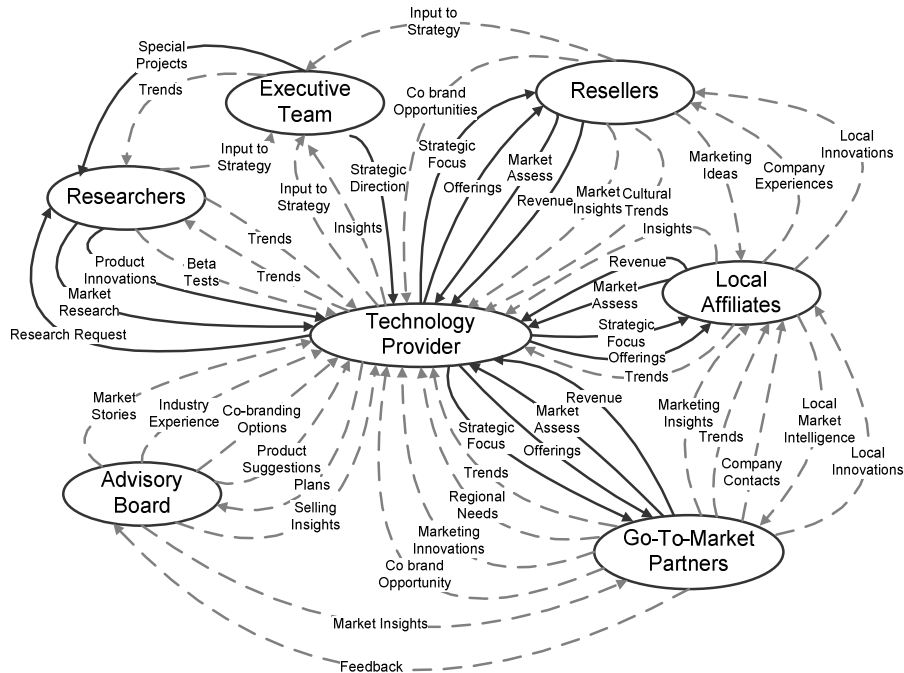 Input to
Strategy
Special
Projects
Executive
Team
Resellers
Trends
Co brand
Opportunities
Local
Innovations
Strategic
Focus
Input to
Strategy
Market
Assess
Marketing
Ideas
Company
Experiences
Strategic
Direction
Offerings
Researchers
Input to
Strategy
Revenue
Market
Insights
Cultural
Trends
Insights
Insights
Trends
Product
Innovations
Beta
Tests
Trends
Revenue
Local
Affiliates
Market
Research
Market
Assess
Technology
Provider
Research Request
Strategic
Focus
Offerings
Trends
Market
Stories
Industry
Experience
Co-branding
Options
Market
Assess
Revenue
Marketing
Insights
Local
Market
Intelligence
Strategic
Focus
Trends
Product
Suggestions
Offerings
Local
Innovations
Advisory
Board
Plans
Trends
Company
Contacts
Selling
Insights
Regional
Needs
Marketing
Innovations
Go-To-Market
Partners
Co brand
Opportunity
Market Insights
Feedback